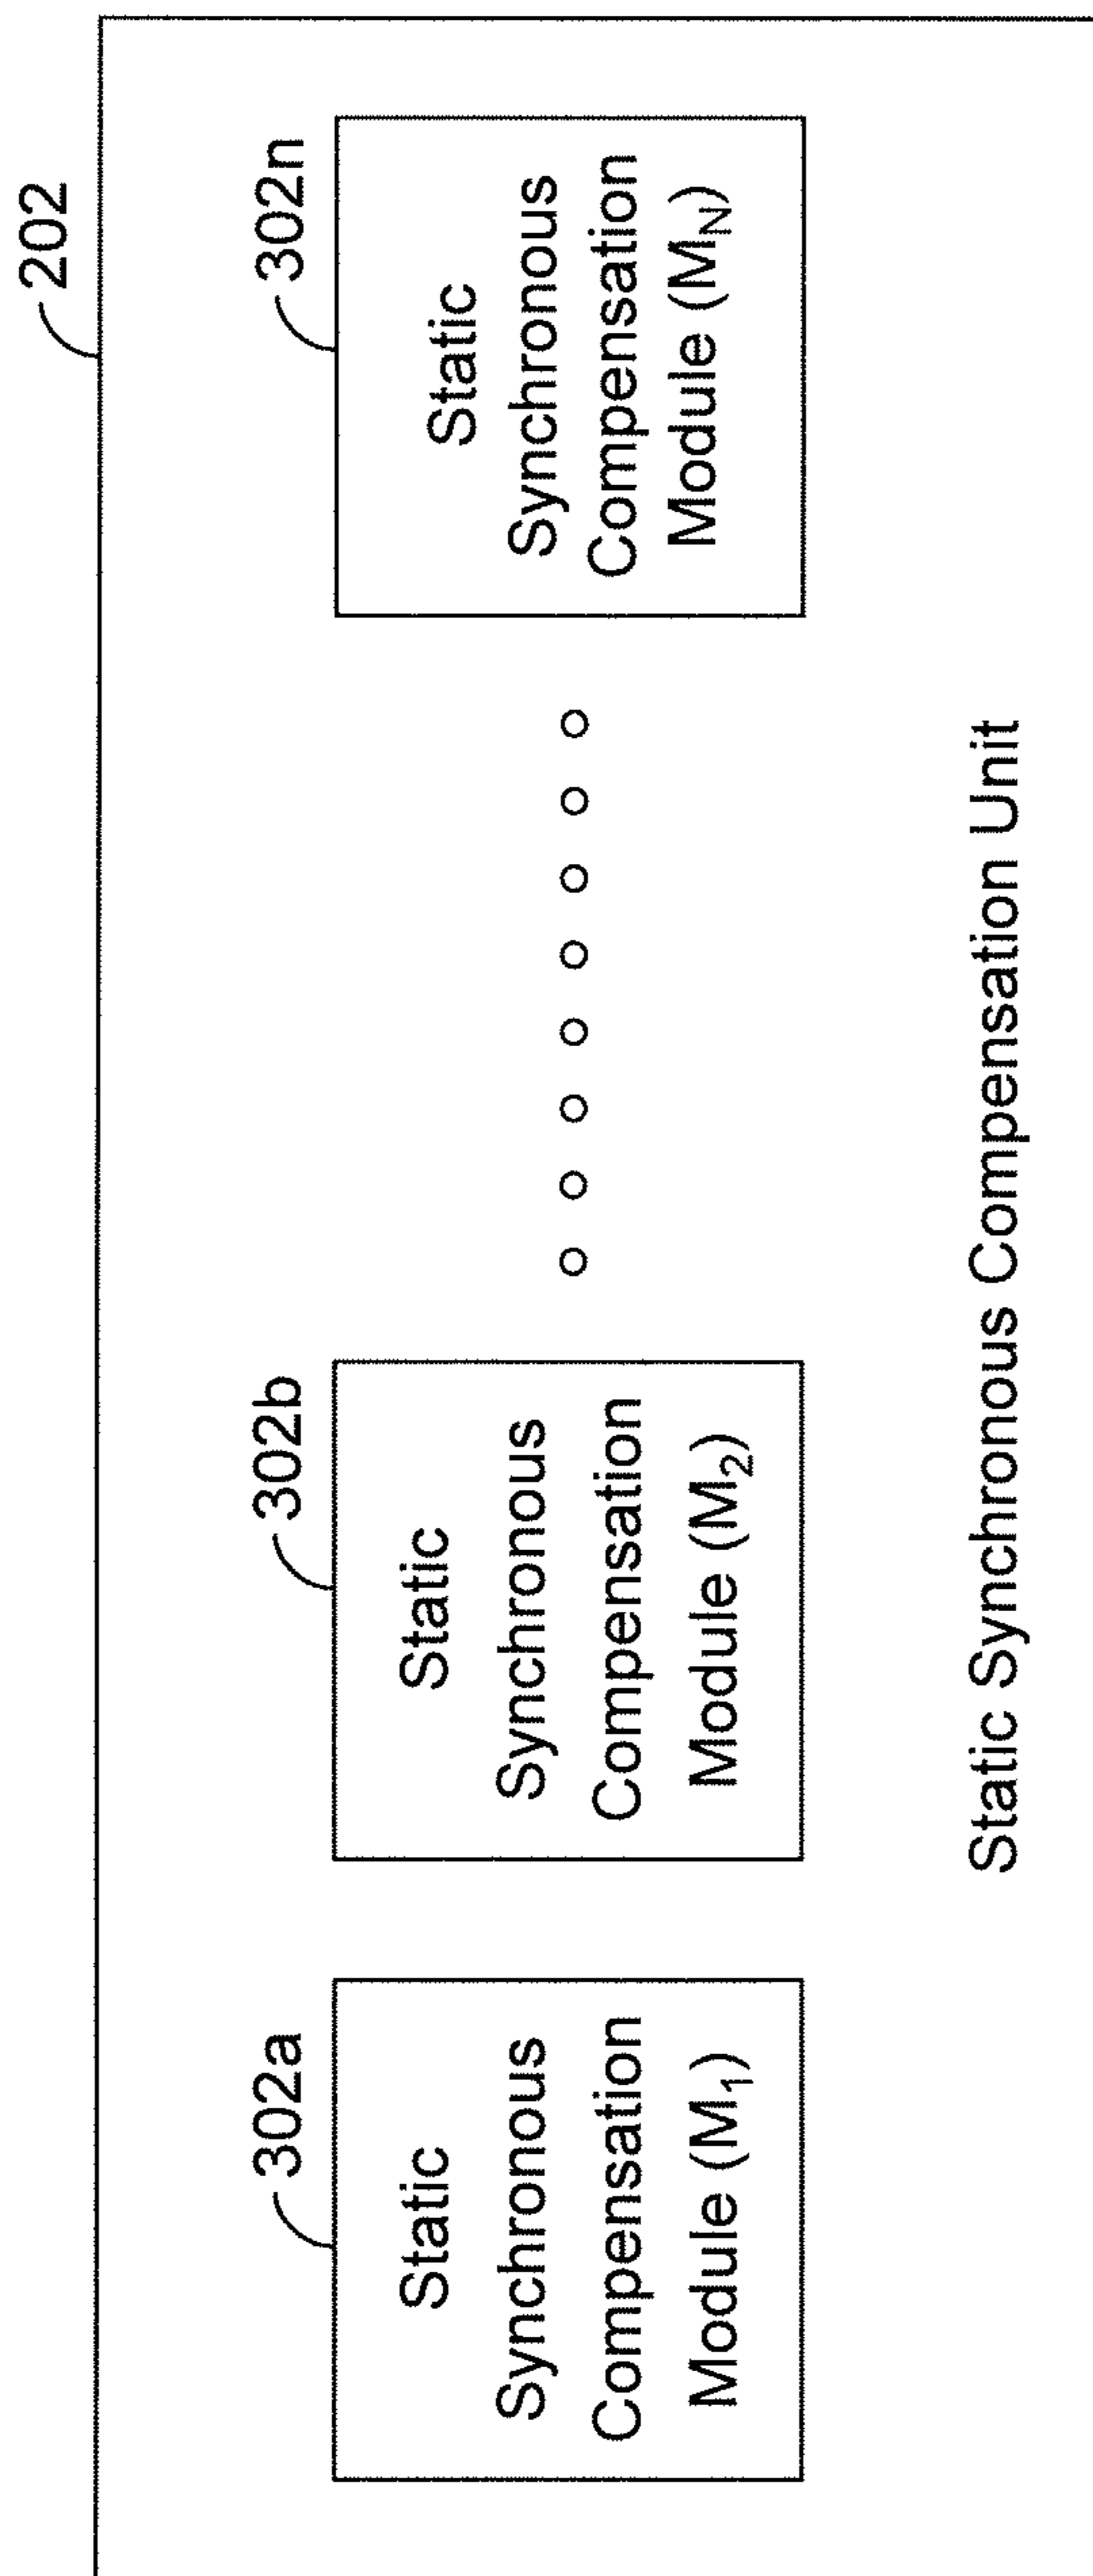 202
302a
Static
Synchronous
Compensation
Module (M₁)
302b
Static
Synchronous
Compensation
Module (M₂)
302n
Static
Synchronous
Compensation
Module (M_N)
Static Synchronous Compensation Unit